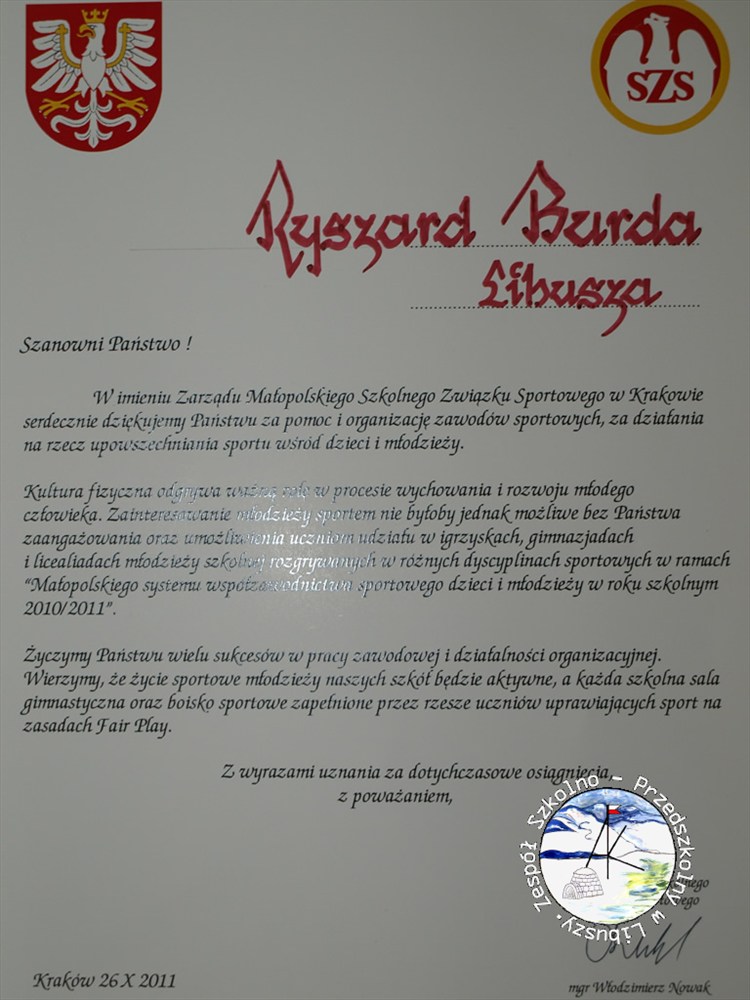 SZS
Ryszard Burda
Libusza
Szanowni Państwo !
W imieniu Zarządu Małopolskiego Szkolnego Związku Sportowego w Krakowie
serdecznie dziękujemy Państwu za pomoc i organizację zawodów sportowych, za działania
na rzecz upowszechniania sportu wśród dzieci i młodzieży.
Kultura fizyczna odgrywa ważną rolę w procesie wychowania i rozwoju młodego
człowieka. Zainteresowanie młodzieży sportem nie byłoby jednak możliwe bez Państwa
zaangażowania oraz umożliwienia uczniom udziału w igrzyskach, gimnazjadach
i licealiadach młodzieży szkolnej rozgrywanych w różnych dyscyplinach sportowych w ramach
“Małopolskiego systemu współzawodnictwa sportowego dzieci i młodzieży w roku szkolnym
2010/2011”.
Życzymy Państwu wielu sukcesów w pracy zawodowej i działalności organizacyjnej.
Wierzymy, że życie sportowe młodzieży naszych szkół będzie aktywne, a każda szkolna sala
gimnastyczna oraz boisko sportowe zapełnione przez rzesze uczniów uprawiających sport na
zasadach Fair Play.
Z wyrazami uznania za dotychczasowe osiągnięcia,
z poważaniem,
Zespół Szkolno - Przedszkolny w Libuszy.
Kraków 26 X 2011
mgr Włodzimierz Nowak